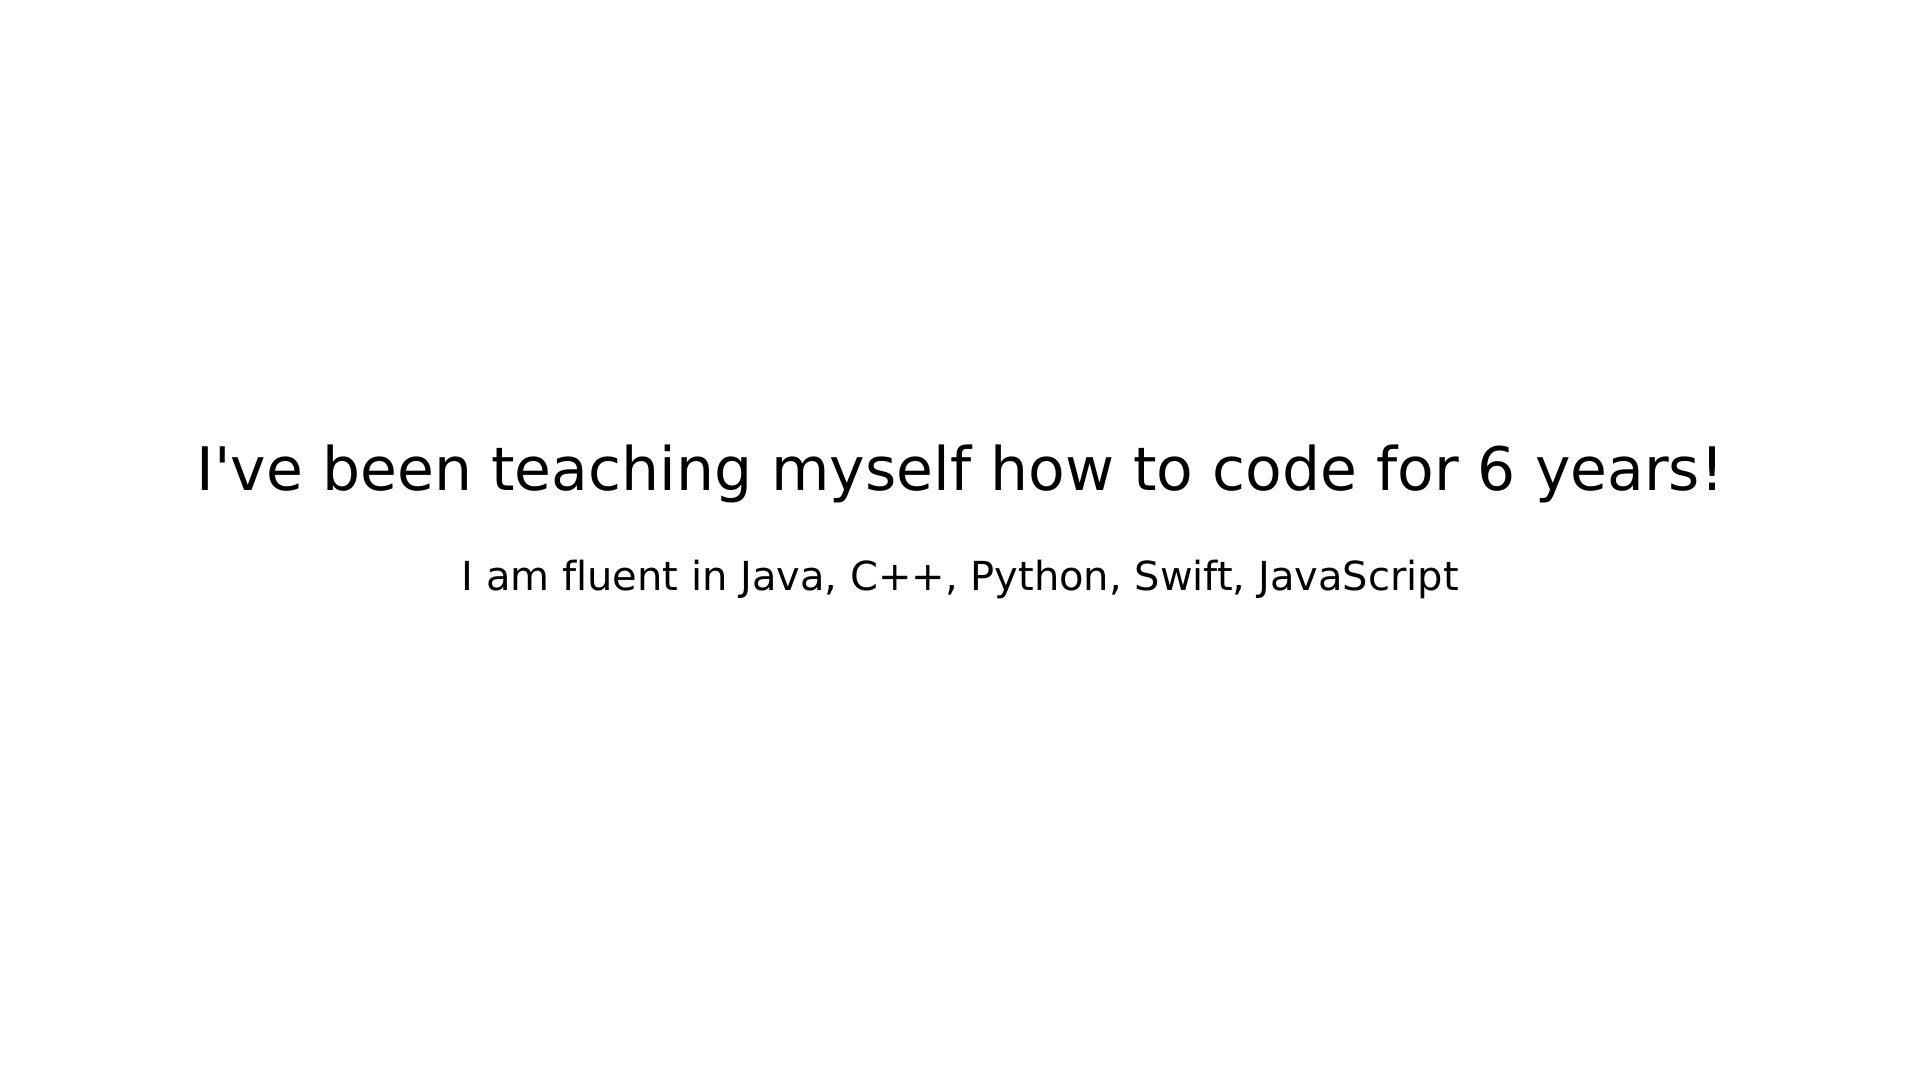 I've been teaching myself how to code for 6 years!
I am fluent in Java, C++, Python, Swift, JavaScript